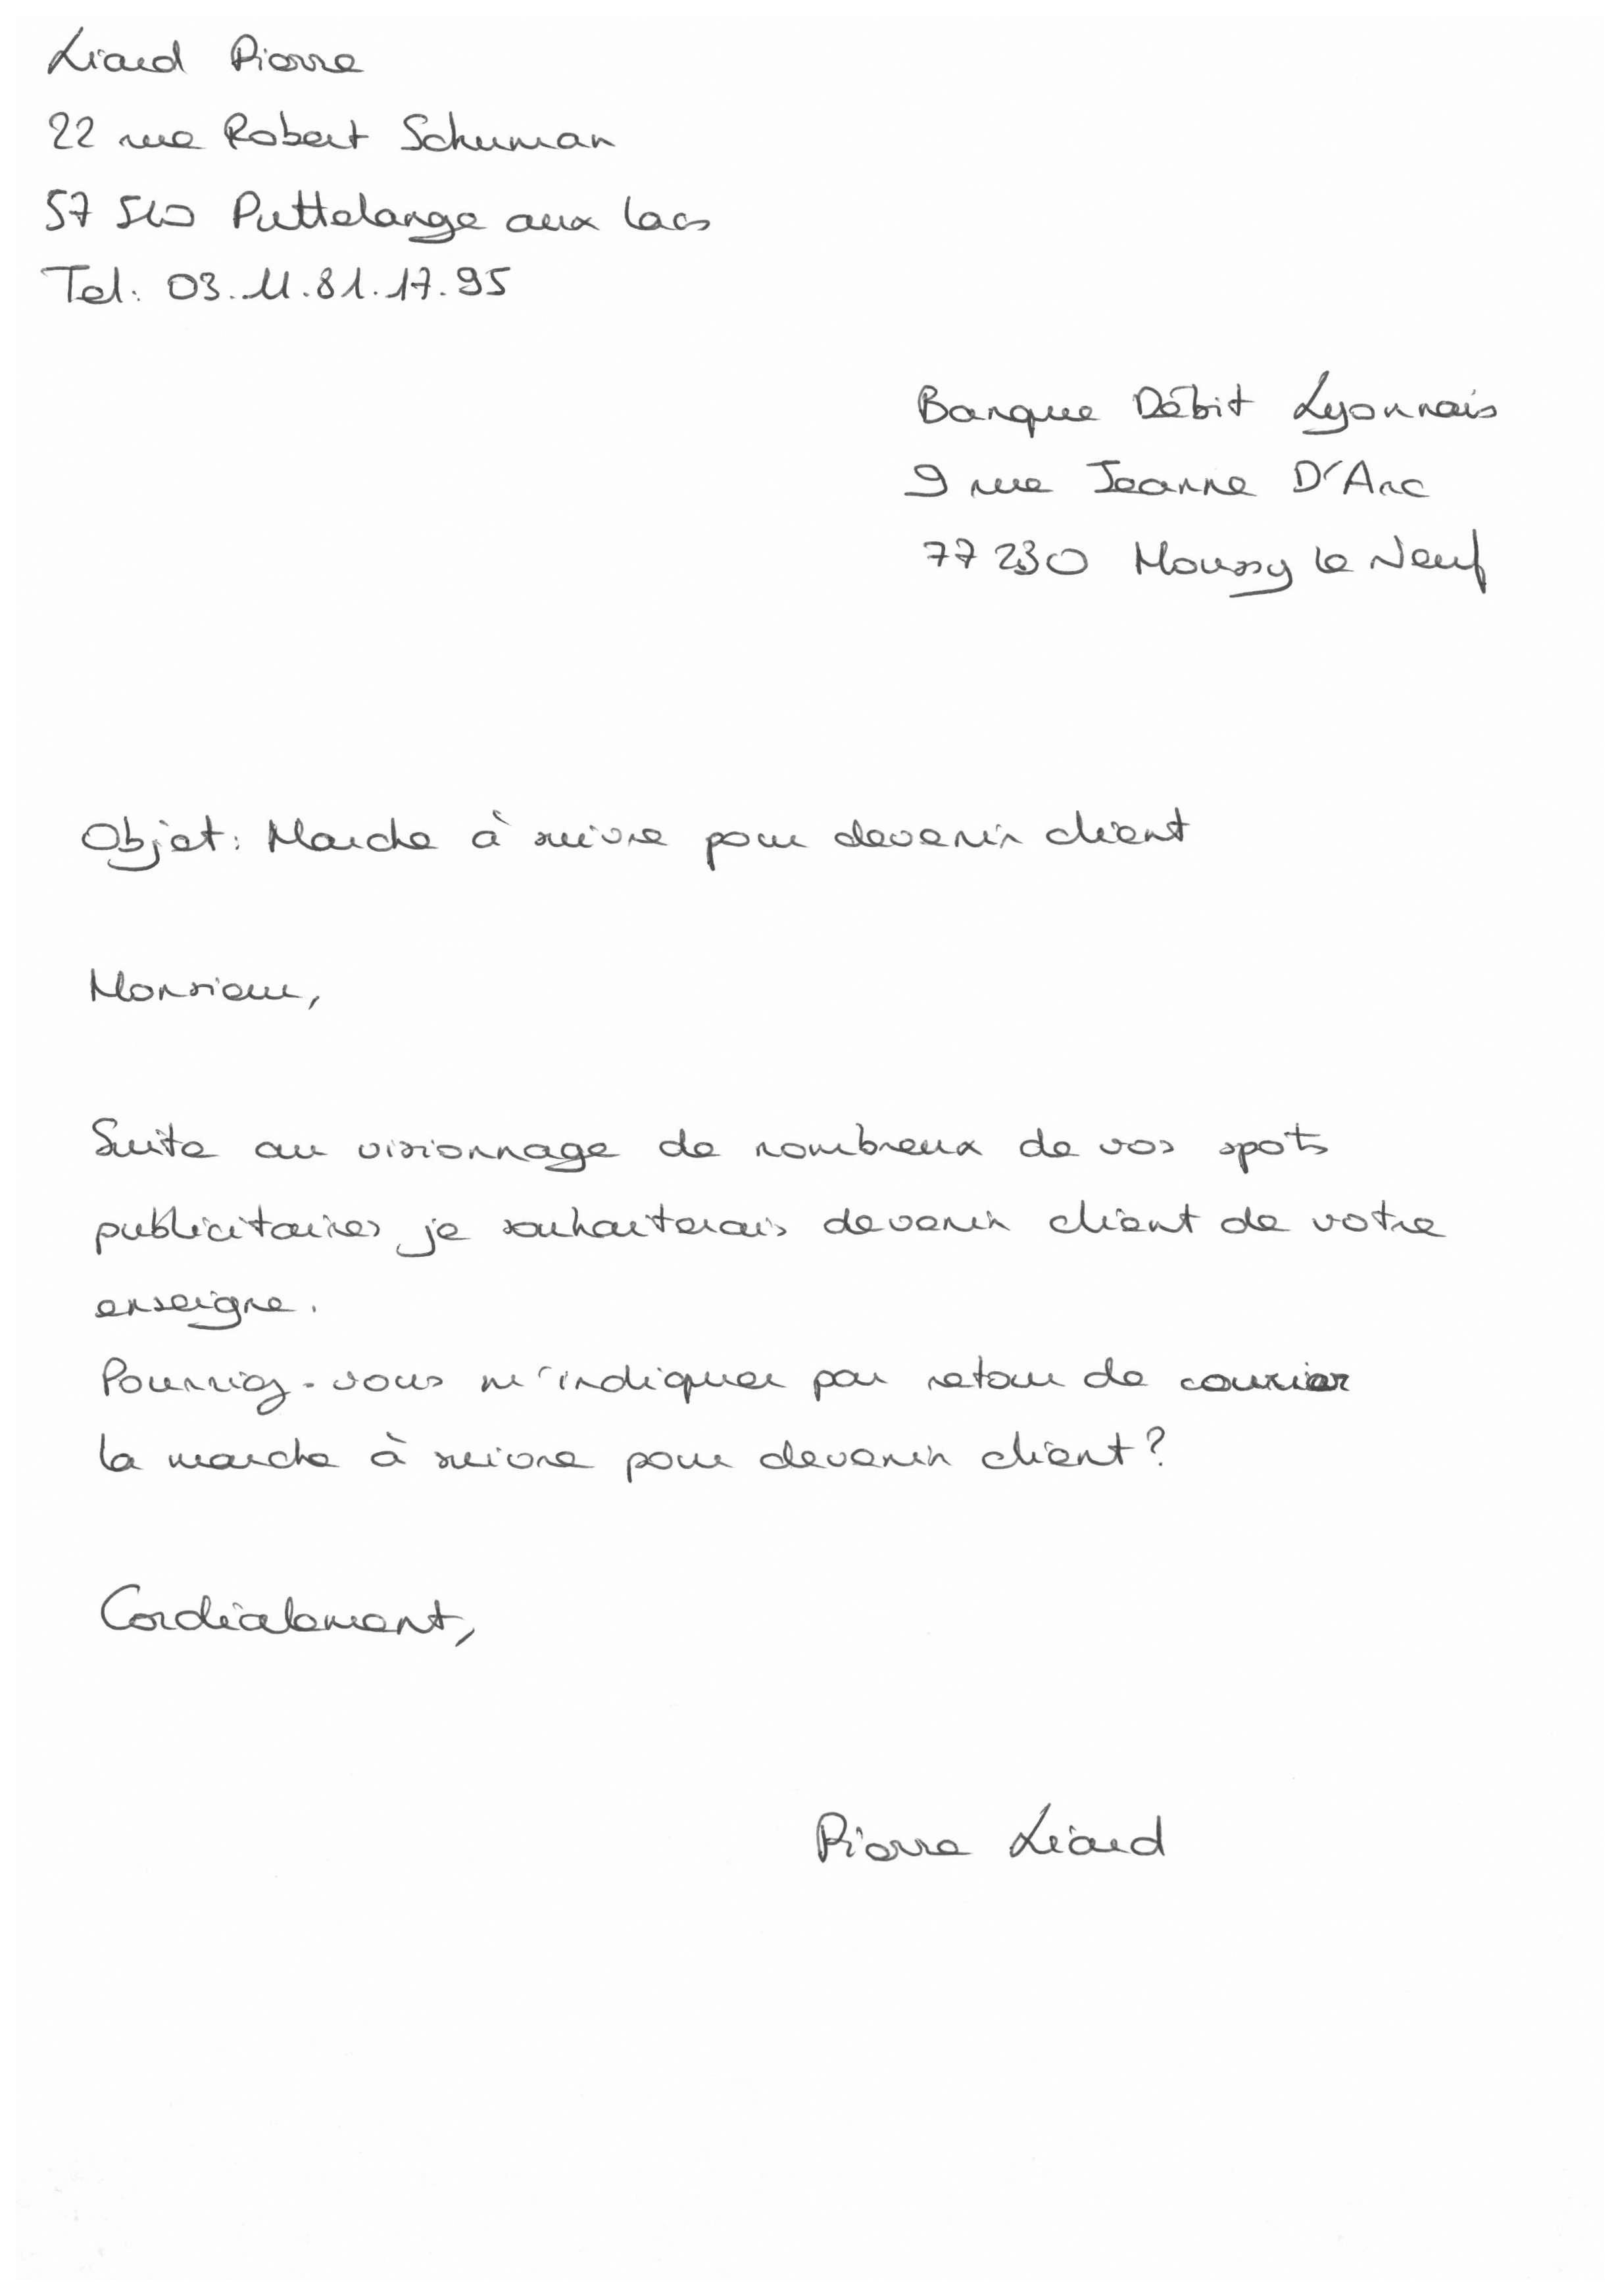 Liard Pierre
22 rue Robert Schuman
57 510 Puttelange aux lacs
Tel: 03.11.81.17.95
Banque Débit Lyonnais
9 rue Jeanne D'Arc
77 230 Moussy le Neuf
Objet: Marche à suivre pour devenir client
Monsieur,
Suite au visionnage de nombreux de vos spots
publicitaires je souhaiterais devenir client de votre
enseigne.
Pourriez-vous m'indiquer par retour de courrier
la marche à suivre pour devenir client?
Cordialement,
Pierre Liard